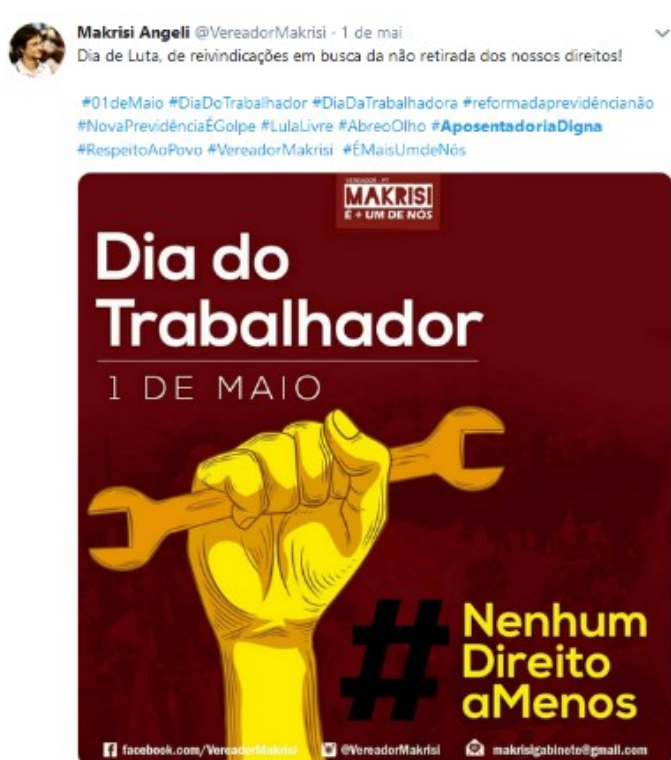 Makrisi Angeli @VereadorMakrisi · 1 de mai
Dia de Luta, de reivindicações em busca da não retirada dos nossos direitos!
#01deMaio #DiaDoTrabalhador #DiaDaTrabalhadora #reformadaprevidêncianão
#NovaPrevidênciaÉGolpe #LulaLivre #AbreoOlho #AposentadoriaDigna
#RespeitoAoPovo #VereadorMakrisi #ÉMaisUmdeNós
VEREADOR - PT
MAKRISI
É + UM DE NÓS
Dia do
Trabalhador
1 DE MAIO
# Nenhum
Direito
aMenos
facebook.com/VereadorMakrisi @VereadorMakrisi makrisigabinete@gmail.com